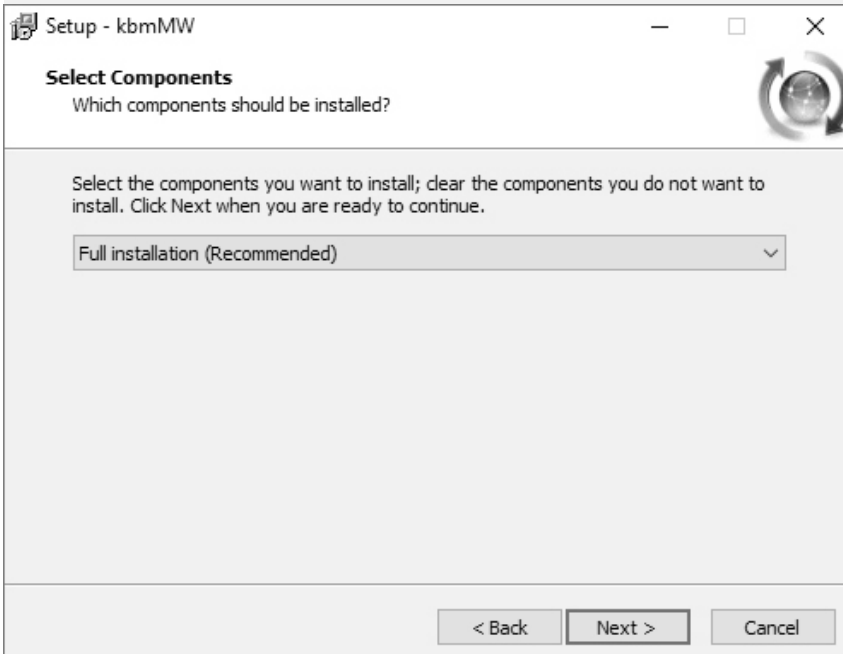 Setup - kbmMW
Select Components
Which components should be installed?
Select the components you want to install; clear the components you do not want to
install. Click Next when you are ready to continue.
Full installation (Recommended)
< Back
Next >
Cancel